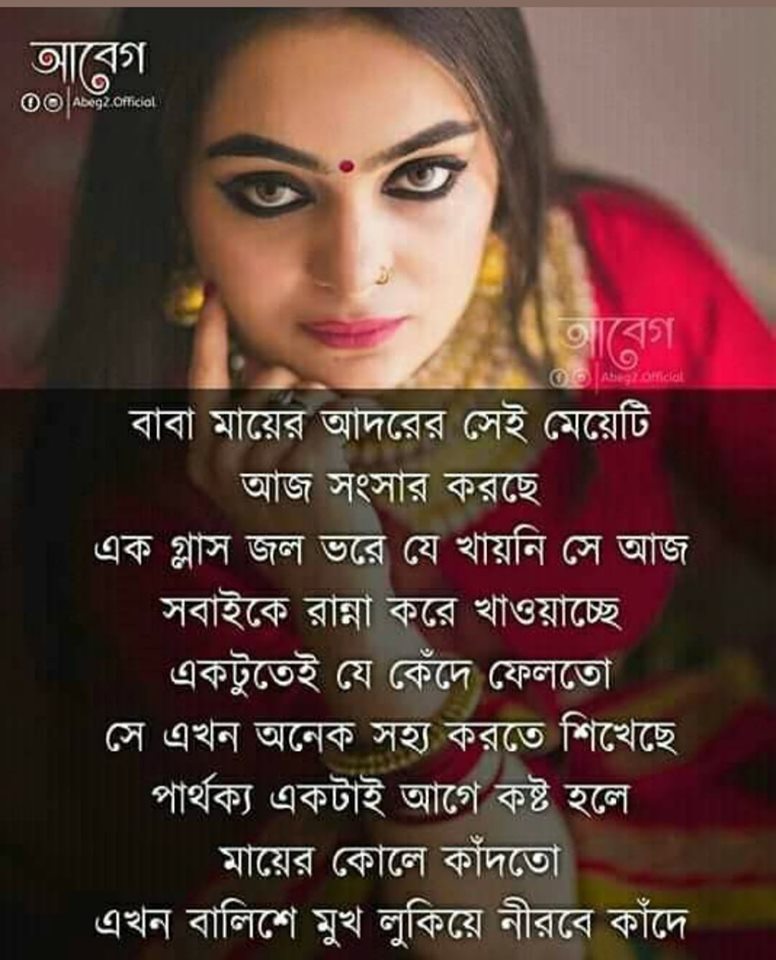 আবেগ
Abeg2.Official
আবেগ
Abeg2.Official
বাবা মায়ের আদরের সেই মেয়েটি
আজ সংসার করছে
এক গ্লাস জল ভরে যে খায়নি সে আজ
সবাইকে রান্না করে খাওয়াচ্ছে
একটুতেই যে কেঁদে ফেলতো
সে এখন অনেক সহ্য করতে শিখেছে
পার্থক্য একটাই আগে কষ্ট হলে
মায়ের কোলে কাঁদতো
এখন বালিশে মুখ লুকিয়ে নীরবে কাঁদে